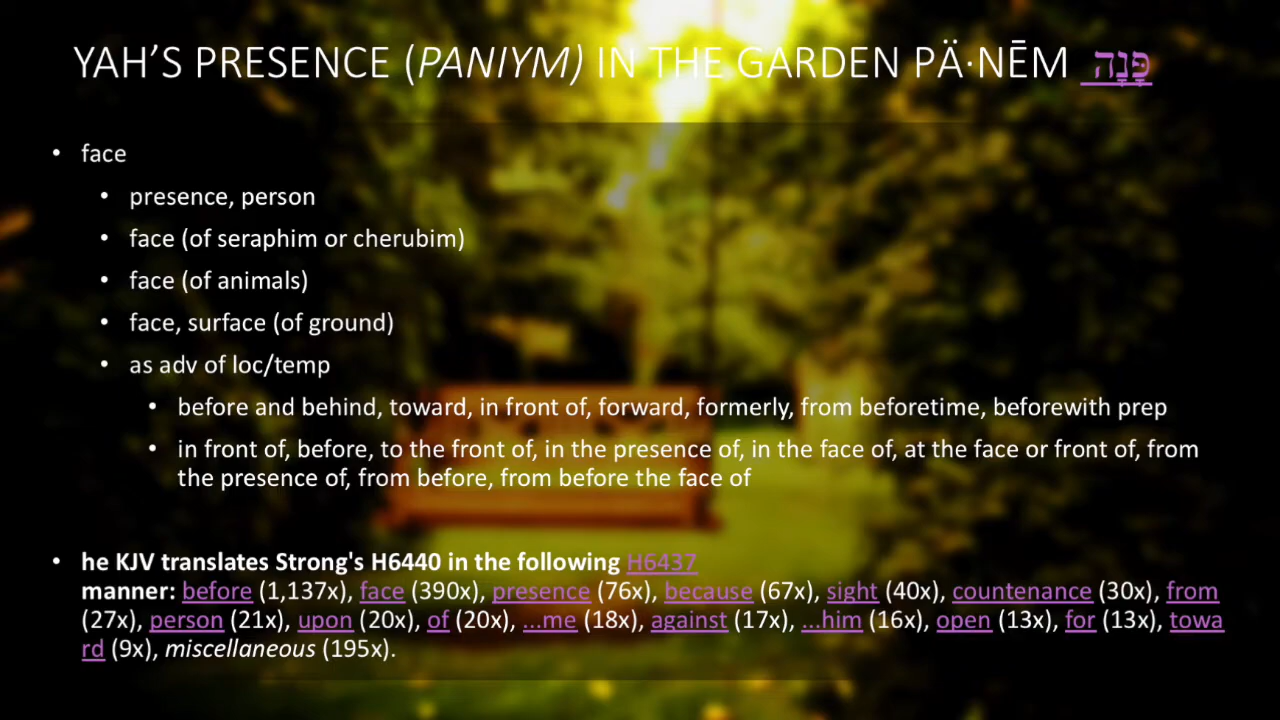 YAH’S PRESENCE (PANIYM) IN THE GARDEN PÄ·NĒM פָּנָה
• face
• presence, person
• face (of seraphim or cherubim)
• face (of animals)
• face, surface (of ground)
• as adv of loc/temp
• before and behind, toward, in front of, forward, formerly, from beforetime, beforewith prep
• in front of, before, to the front of, in the presence of, in the face of, at the face or front of, from
the presence of, from before, from before the face of
• he KJV translates Strong's H6440 in the following H6437
manner: before (1,137x), face (390x), presence (76x), because (67x), sight (40x), countenance (30x), from
(27x), person (21x), upon (20x), of (20x), ...me (18x), against (17x), ...him (16x), open (13x), for (13x), towa
rd (9x), miscellaneous (195x).